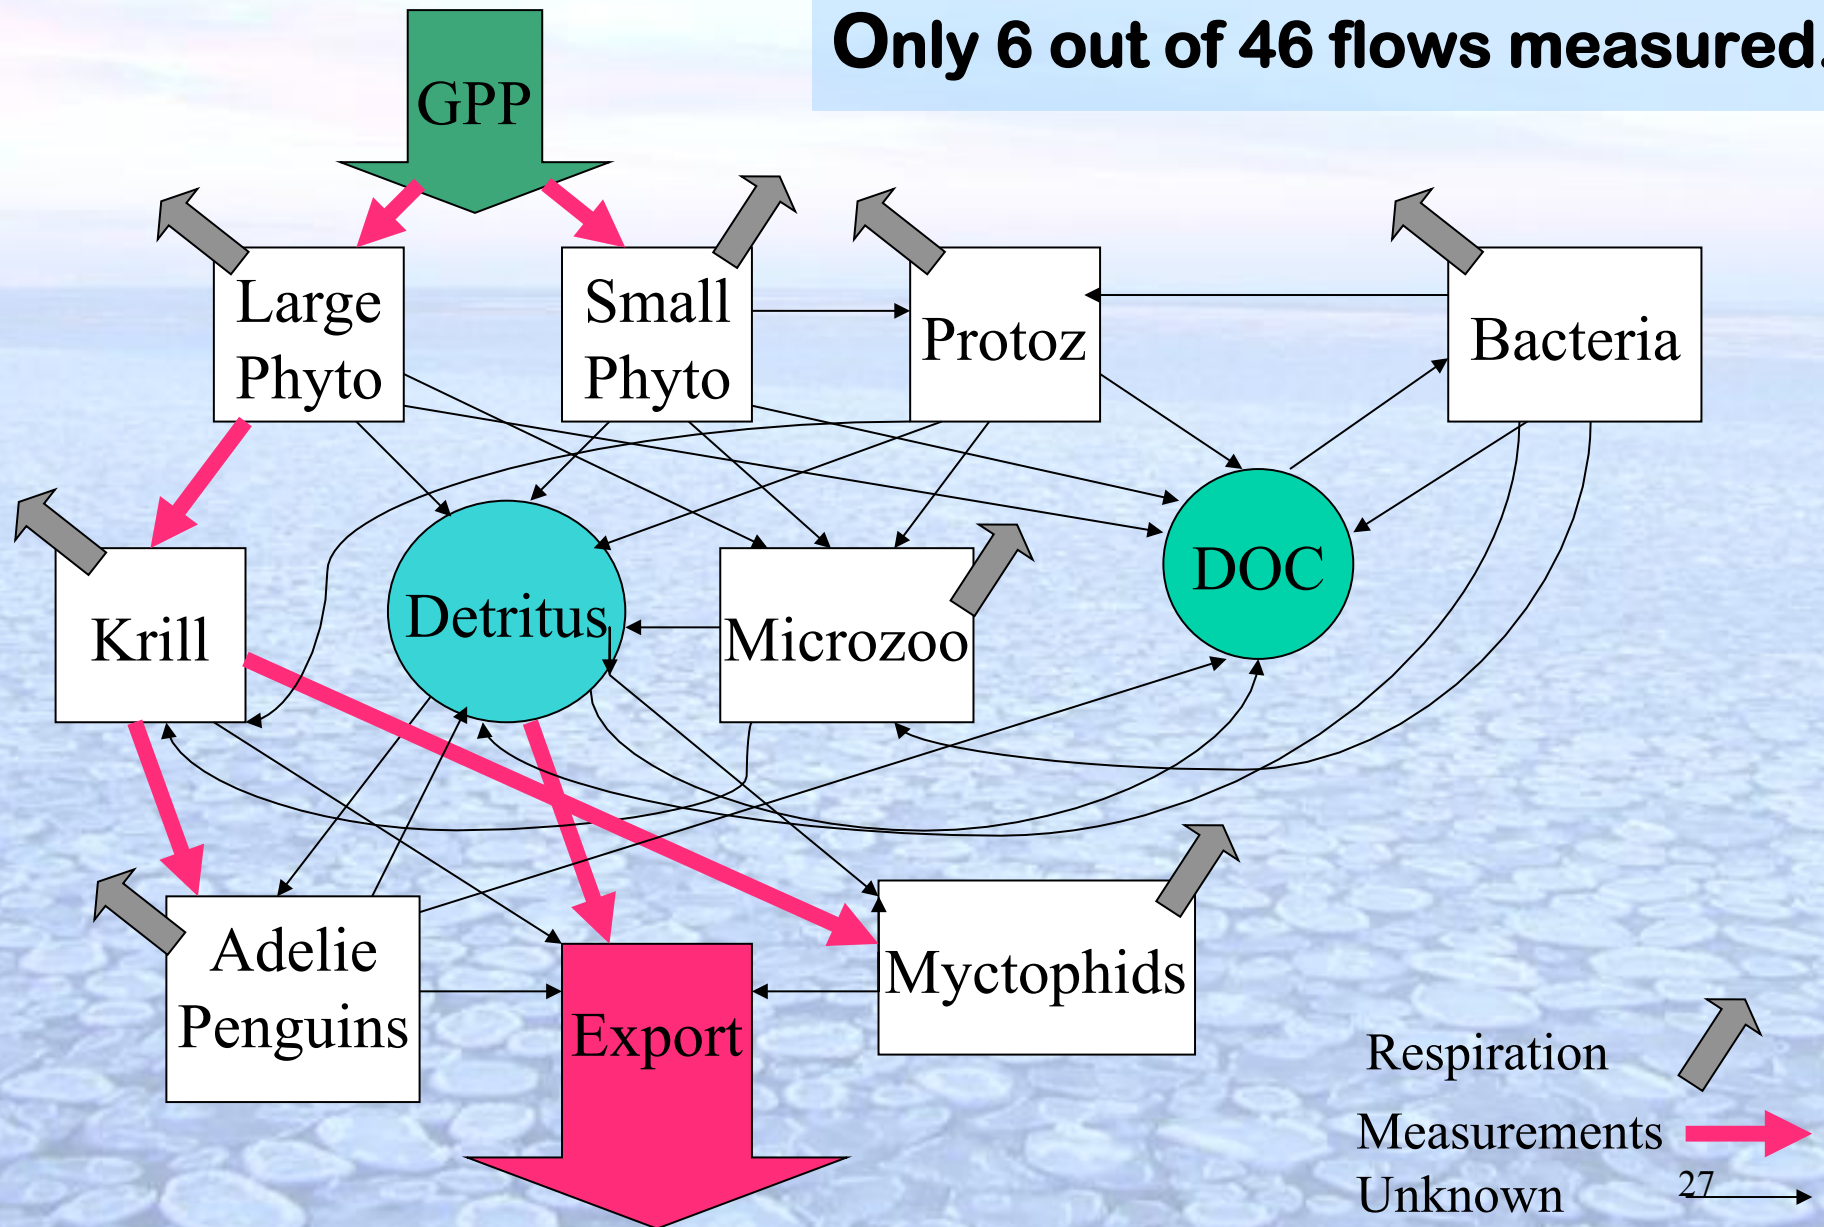 Only 6 out of 46 flows measured.
GPP
Large
Phyto
Small
Phyto
Protoz
Bacteria
Krill
Detritus
Microzoo
DOC
Adelie
Penguins
Export
Myctophids
Respiration
Measurements
Unknown
27